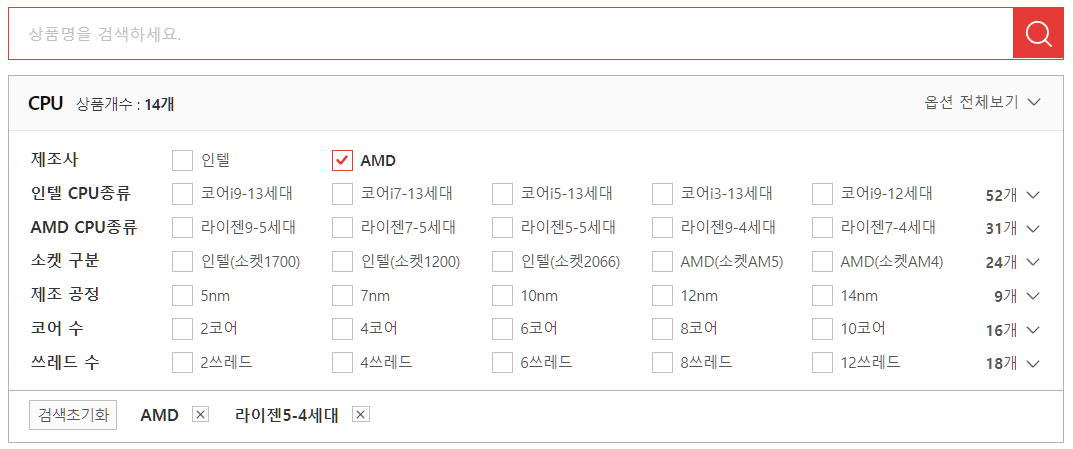 상품명을 검색하세요.
CPU 상품개수 : 14개 옵션 전체보기
제조사 인텔 AMD
인텔 CPU종류 코어i9-13세대 코어i7-13세대 코어i5-13세대 코어i3-13세대 코어i9-12세대 52개
AMD CPU종류 라이젠9-5세대 라이젠7-5세대 라이젠5-5세대 라이젠9-4세대 라이젠7-4세대 31개
소켓 구분 인텔(소켓1700) 인텔(소켓1200) 인텔(소켓2066) AMD(소켓AM5) AMD(소켓AM4) 24개
제조 공정 5nm 7nm 10nm 12nm 14nm 9개
코어 수 2코어 4코어 6코어 8코어 10코어 16개
쓰레드 수 2쓰레드 4쓰레드 6쓰레드 8쓰레드 12쓰레드 18개
검색초기화 AMD 라이젠5-4세대